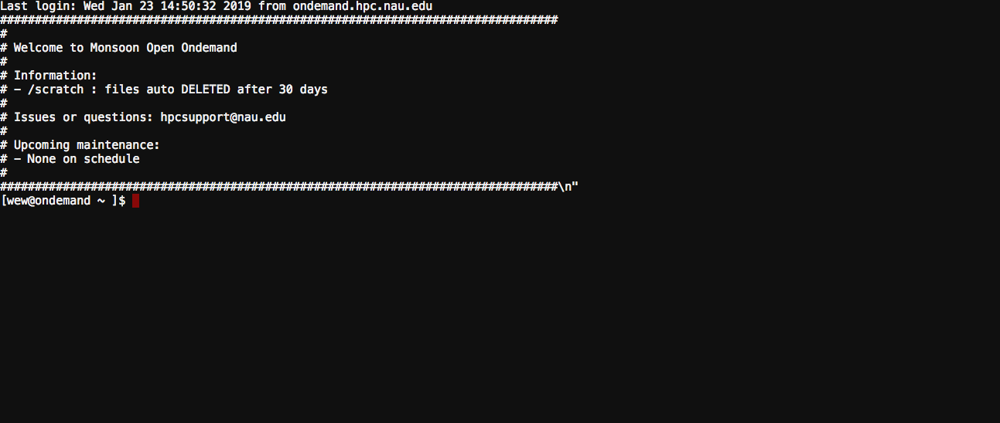 Last login: Wed Jan 23 14:50:32 2019 from ondemand.hpc.nau.edu
################################################################################
#
# Welcome to Monsoon Open Ondemand
#
# Information:
# - /scratch : files auto DELETED after 30 days
#
# Issues or questions: hpcsupport@nau.edu
#
# Upcoming maintenance:
# - None on schedule
#
################################################################################\n"
[wew@ondemand ~ ]$